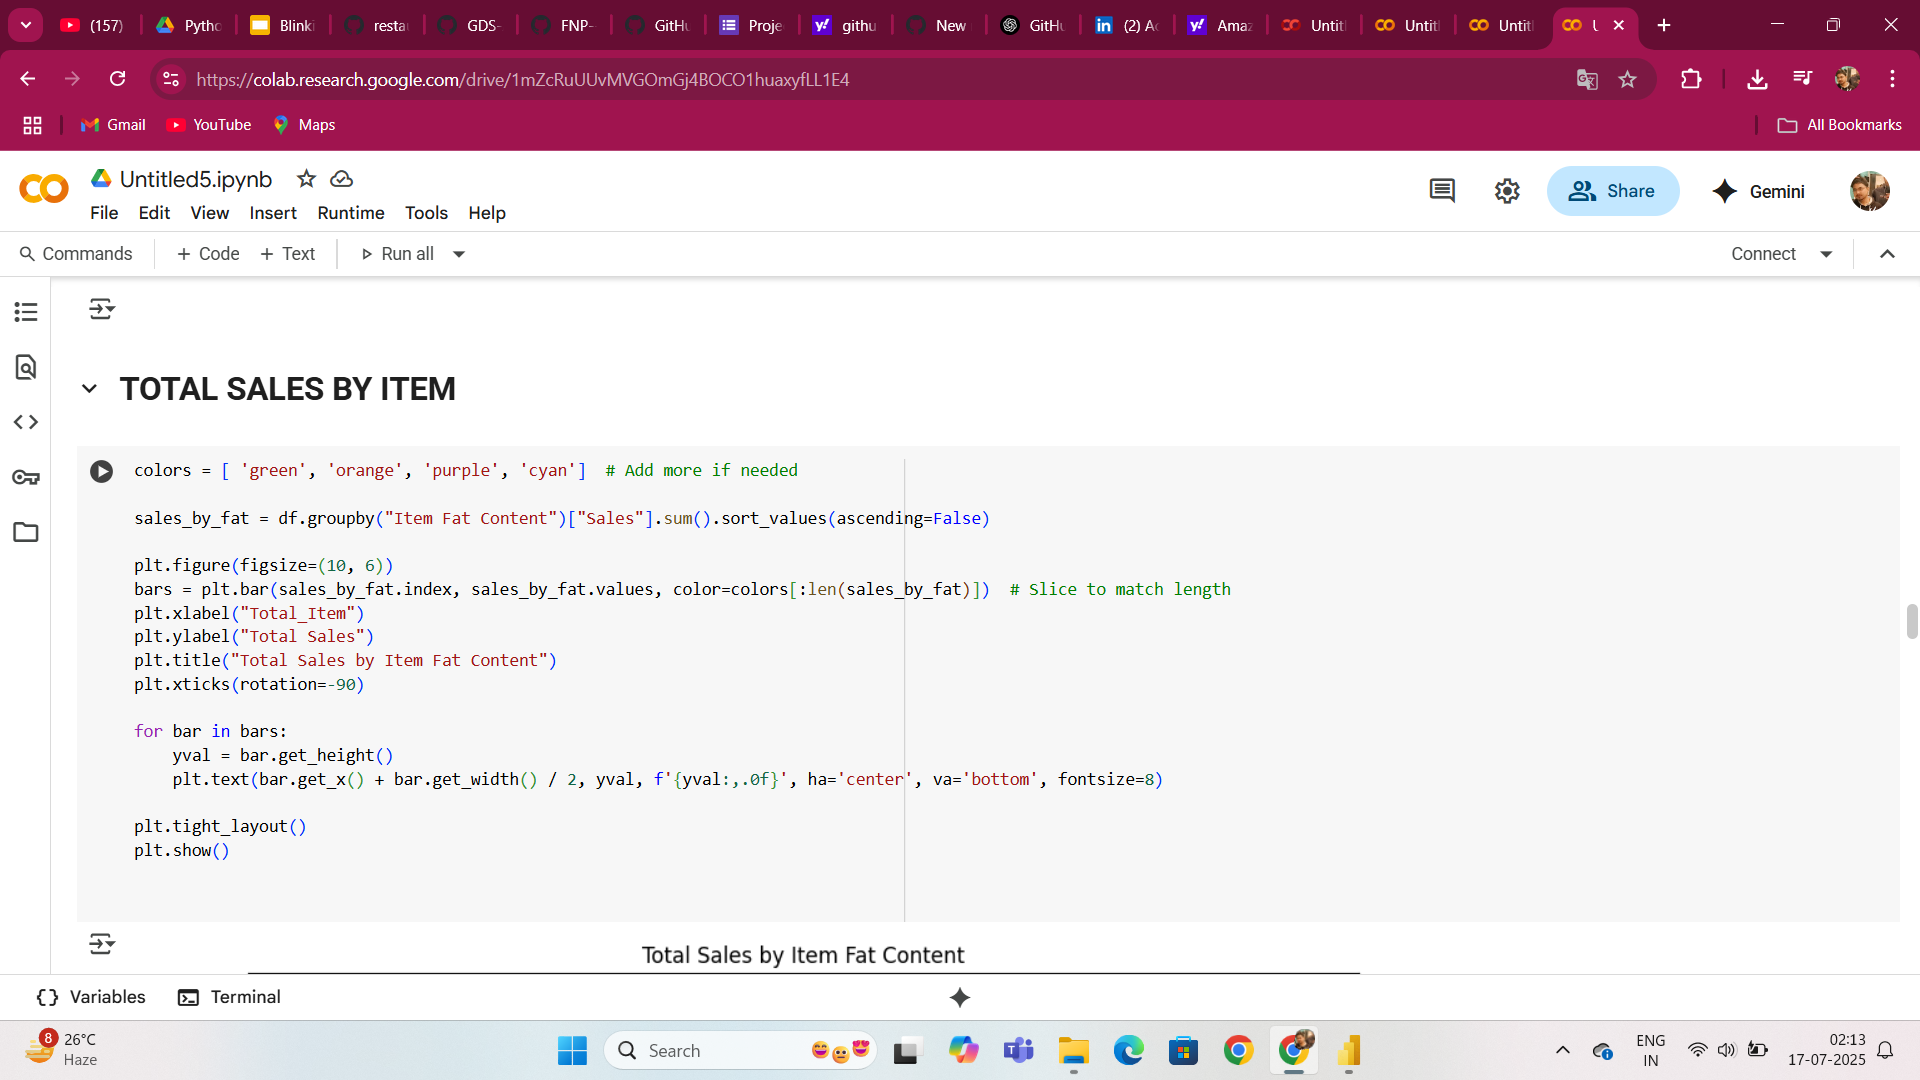 (157)
Pytho
Blinki
restau
GDS-
FNP-
GitHu
Proje
githu
New
GitHu
(2) Ac
Amaz
Untitl
Untitl
Untitl
U
https://colab.research.google.com/drive/1mZcRuUUvMVGOmGj4BOCO1huaxyfLL1E4
Gmail
YouTube
Maps
All Bookmarks
Untitled5.ipynb
File Edit View Insert Runtime Tools Help
Share
Gemini
Commands
+ Code
+ Text
Run all
Connect
TOTAL SALES BY ITEM
colors = [ 'green', 'orange', 'purple', 'cyan']  # Add more if needed
sales_by_fat = df.groupby("Item Fat Content")["Sales"].sum().sort_values(ascending=False)
plt.figure(figsize=(10, 6))
bars = plt.bar(sales_by_fat.index, sales_by_fat.values, color=colors[:len(sales_by_fat)])  # Slice to match length
plt.xlabel("Total_Item")
plt.ylabel("Total Sales")
plt.title("Total Sales by Item Fat Content")
plt.xticks(rotation=-90)
for bar in bars:
    yval = bar.get_height()
    plt.text(bar.get_x() + bar.get_width() / 2, yval, f'{yval:,.0f}', ha='center', va='bottom', fontsize=8)
plt.tight_layout()
plt.show()
Total Sales by Item Fat Content
Variables
Terminal
8
26°C
Haze
Search
ENG
IN
02:13
17-07-2025